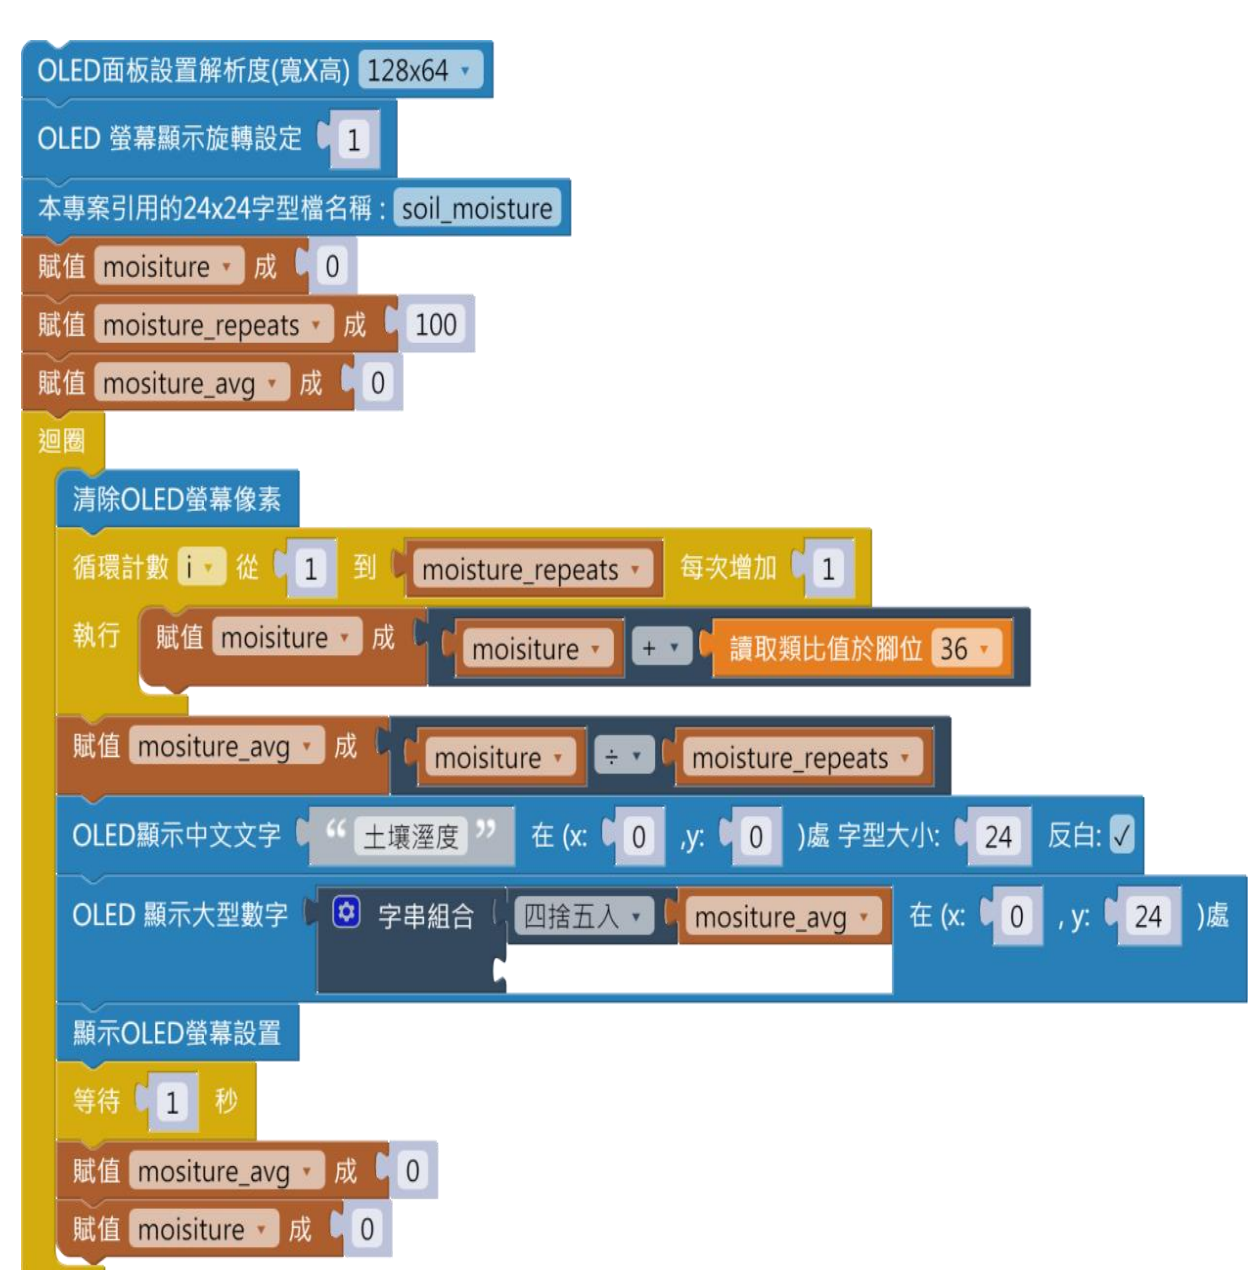 OLED面板設置解析度(寬X高) 128x64
OLED 螢幕顯示旋轉設定 1
本專案引用的24x24字型檔名稱 : soil_moisture
賦值 moisiture 成 0
賦值 moisture_repeats 成 100
賦值 mositure_avg 成 0
迴圈
清除OLED螢幕像素
循環計數 i 從 1 到 moisture_repeats 每次增加 1
執行 賦值 moisiture 成 moisiture + 讀取類比值於腳位 36
賦值 mositure_avg 成 moisiture ÷ moisture_repeats
OLED顯示中文文字 “ 土壤溼度 ” 在 (x: 0 ,y: 0 )處 字型大小: 24 反白: ✓
OLED 顯示大型數字 字串組合 四捨五入 mositure_avg 在 (x: 0 , y: 24 )處
顯示OLED螢幕設置
等待 1 秒
賦值 mositure_avg 成 0
賦值 moisiture 成 0